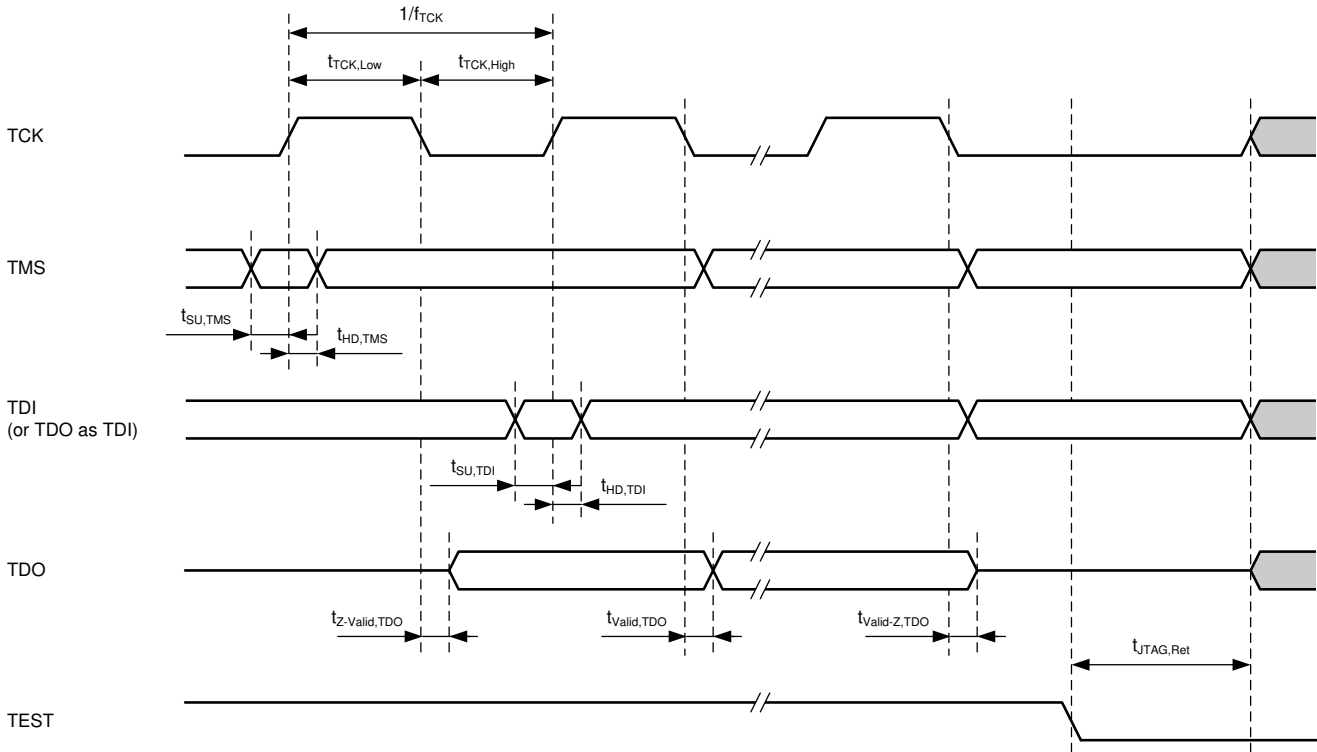 1/fTCK
tTCK,Low
tTCK,High
TCK
TMS
tSU,TMS
tHD,TMS
TDI
(or TDO as TDI)
tSU,TDI
tHD,TDI
TDO
tZ-Valid,TDO
tValid,TDO
tValid-Z,TDO
tJTAG,Ret
TEST